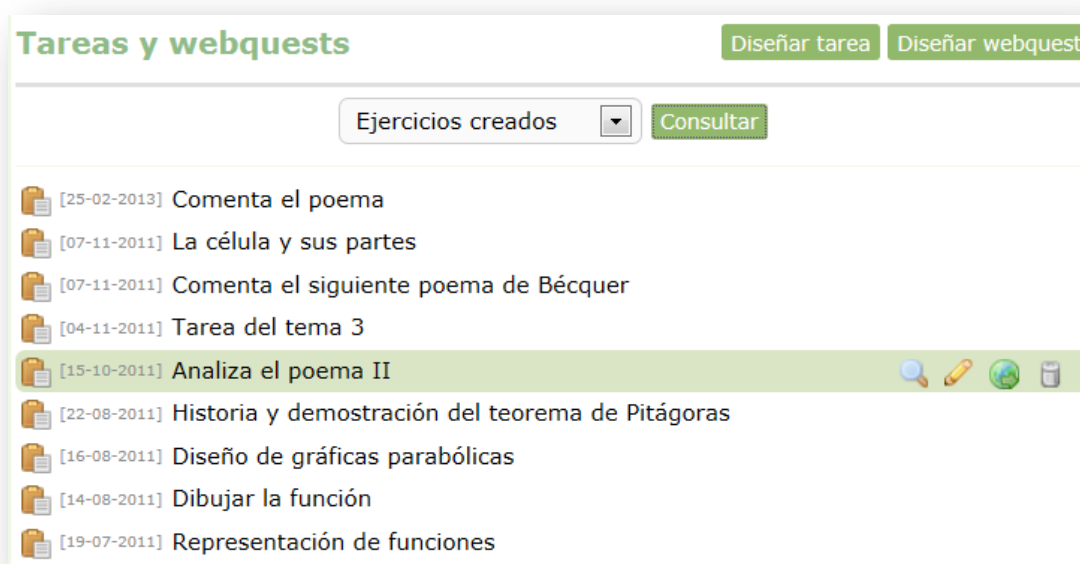 Tareas y webquests
Diseñar tarea
Diseñar webquest
Ejercicios creados
Consultar
[25-02-2013] Comenta el poema
[07-11-2011] La célula y sus partes
[07-11-2011] Comenta el siguiente poema de Bécquer
[04-11-2011] Tarea del tema 3
[15-10-2011] Analiza el poema II
[22-08-2011] Historia y demostración del teorema de Pitágoras
[16-08-2011] Diseño de gráficas parabólicas
[14-08-2011] Dibujar la función
[19-07-2011] Representación de funciones